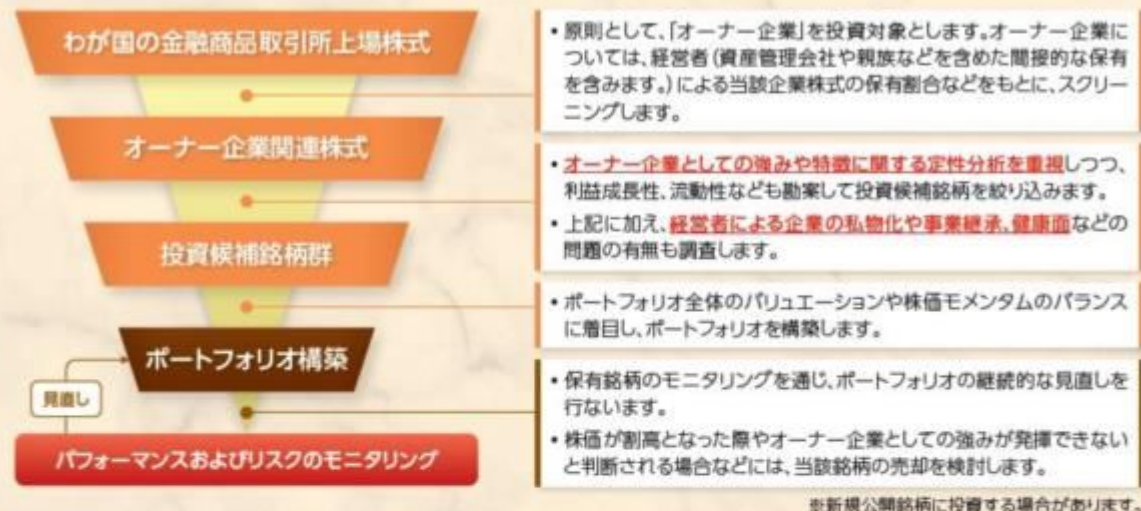 わが国の金融商品取引所上場株式
・原則として、「オーナー企業」を投資対象とします。オーナー企業に
ついては、経営者(資産管理会社や親族などを含めた間接的な保有
を含みます。)による当該企業株式の保有割合などをもとに、スクリー
ニングします。
オーナー企業関連株式
・オーナー企業としての強みや特徴に関する定性分析を重視しつつ、
利益成長性、流動性なども勘案して投資候補銘柄を絞り込みます。
・上記に加え、経営者による企業の私物化や事業継承、健康面などの
問題の有無も調査します。
投資候補銘柄群
・ポートフォリオ全体のバリュエーションや株価モメンタムのバランス
に着目し、ポートフォリオを構築します。
ポートフォリオ構築
見直し
・保有銘柄のモニタリングを通じ、ポートフォリオの継続的な見直しを
行ないます。
・株価が割高となった際やオーナー企業としての強みが発揮できない
と判断される場合などには、当該銘柄の売却を検討します。
パフォーマンスおよびリスクのモニタリング
※新規公開銘柄に投資する場合があります。